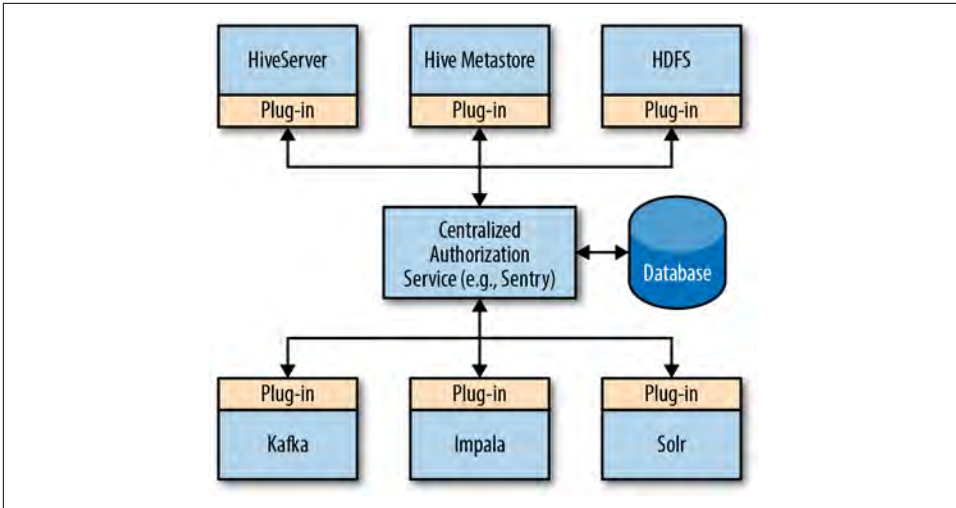 HiveServer
Plug-in
Hive Metastore
Plug-in
HDFS
Plug-in
Centralized
Authorization
Service (e.g., Sentry)
Database
Plug-in
Kafka
Plug-in
Impala
Plug-in
Solr